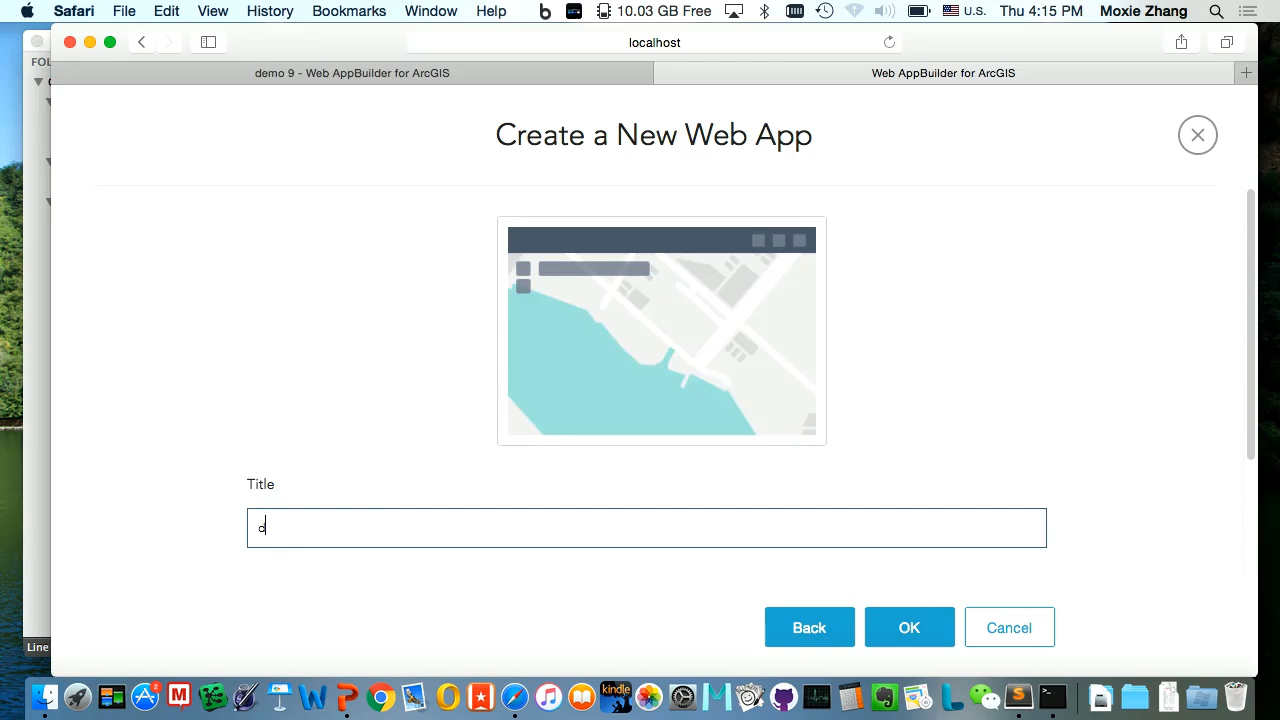 Safari File Edit View History Bookmarks Window Help 10.03 GB Free U.S. Thu 4:15 PM Moxie Zhang
localhost
demo 9 - Web AppBuilder for ArcGIS Web AppBuilder for ArcGIS
FOL
Create a New Web App
Title
d
Back OK Cancel
Line
kindle